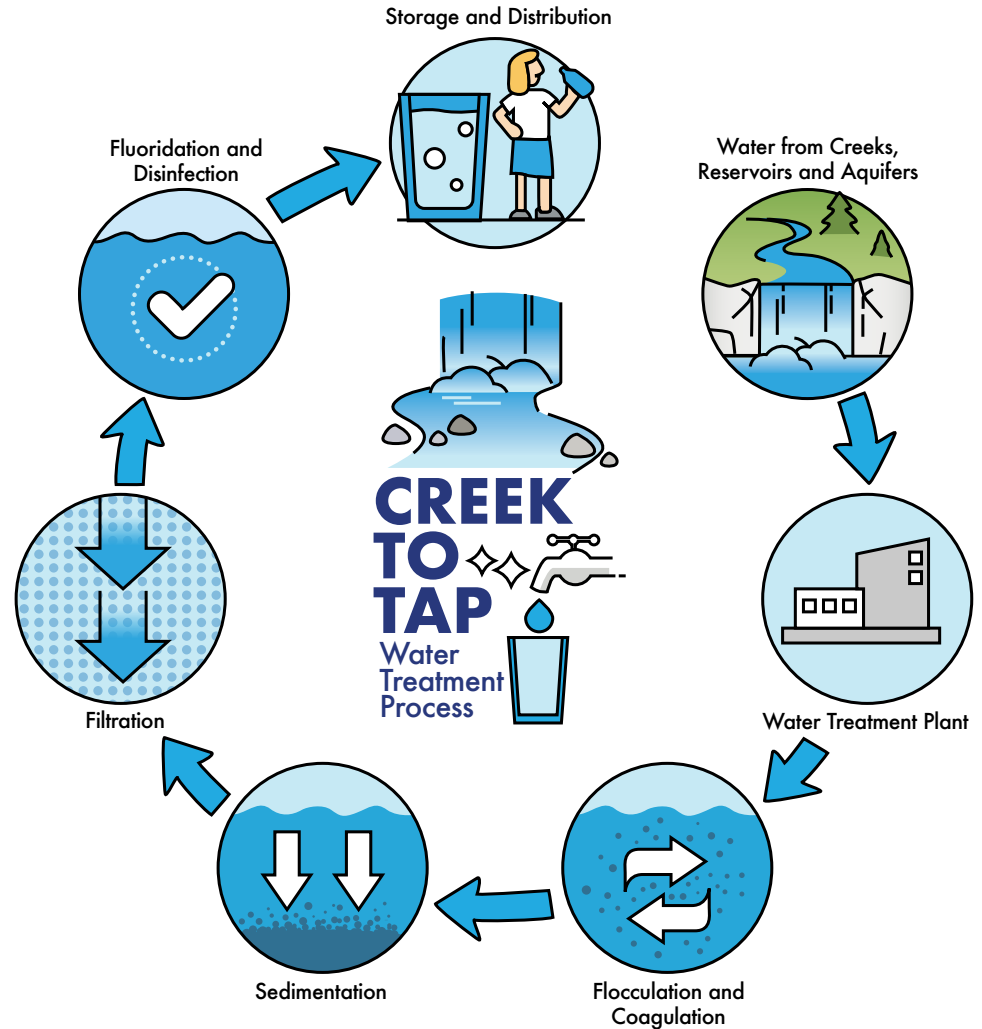 Storage and Distribution
Water from Creeks,
Reservoirs and Aquifers
Water Treatment Plant
Flocculation and
Coagulation
Sedimentation
Filtration
Fluoridation and
Disinfection
CREEK
TO
TAP
Water
Treatment
Process